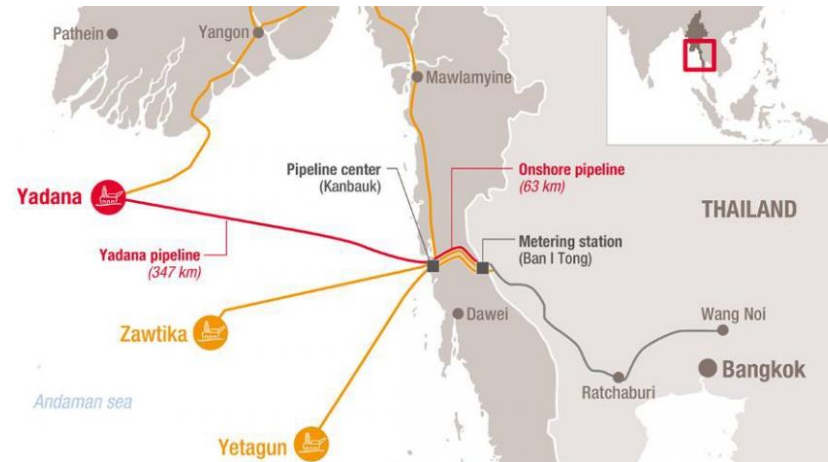 Pathein
Yangon
Mawlamyine
Pipeline center
(Kanbauk)
Onshore pipeline
(63 km)
Yadana
THAILAND
Metering station
(Ban I Tong)
Yadana pipeline
(347 km)
Dawei
Wang Noi
Zawtika
Bangkok
Ratchaburi
Andaman sea
Yetagun